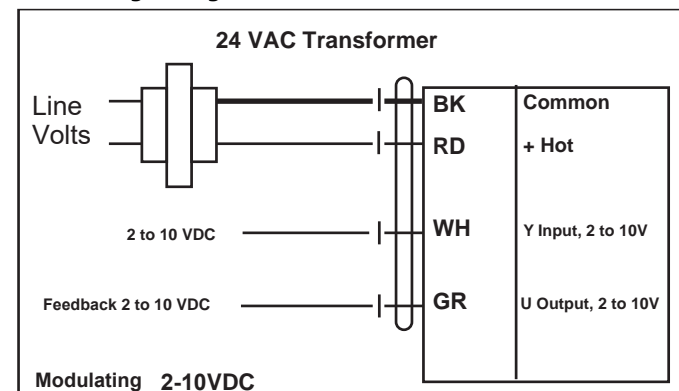 24 VAC Transformer
Line
Volts
BK Common
RD + Hot
2 to 10 VDC WH Y Input, 2 to 10V
Feedback 2 to 10 VDC GR U Output, 2 to 10V
Modulating 2-10VDC